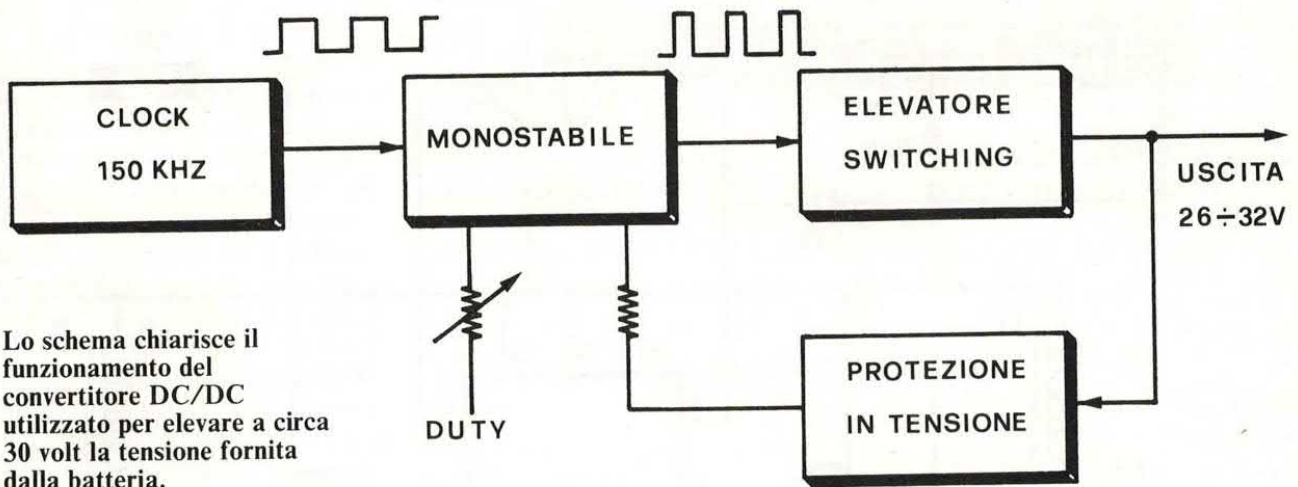 CLOCK
150 KHZ
MONOSTABILE
ELEVATORE
SWITCHING
USCITA
26÷32V
DUTY
PROTEZIONE
IN TENSIONE
Lo schema chiarisce il
funzionamento del
convertitore DC/DC
utilizzato per elevare a circa
30 volt la tensione fornita
dalla batteria.